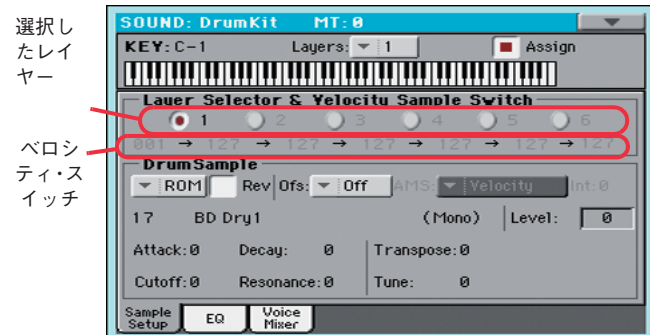 選択し
たレイ
ヤー
ベロシ
ティ・ス
イッチ
SOUND: DrumKit MT: 0
KEY: C-1 Layers: 1 Assign
Layer Selector & Velocity Sample Switch
1 2 3 4 5 6
001 → 127 → 127 → 127 → 127 → 127 → 127
DrumSample
ROM Rev Ofs: Off AMS: Velocity Int: 0
17 BD Dry1 (Mono) Level: 0
Attack: 0 Decay: 0 Transpose: 0
Cutoff: 0 Resonance: 0 Tune: 0
Sample Setup EQ Voice Mixer